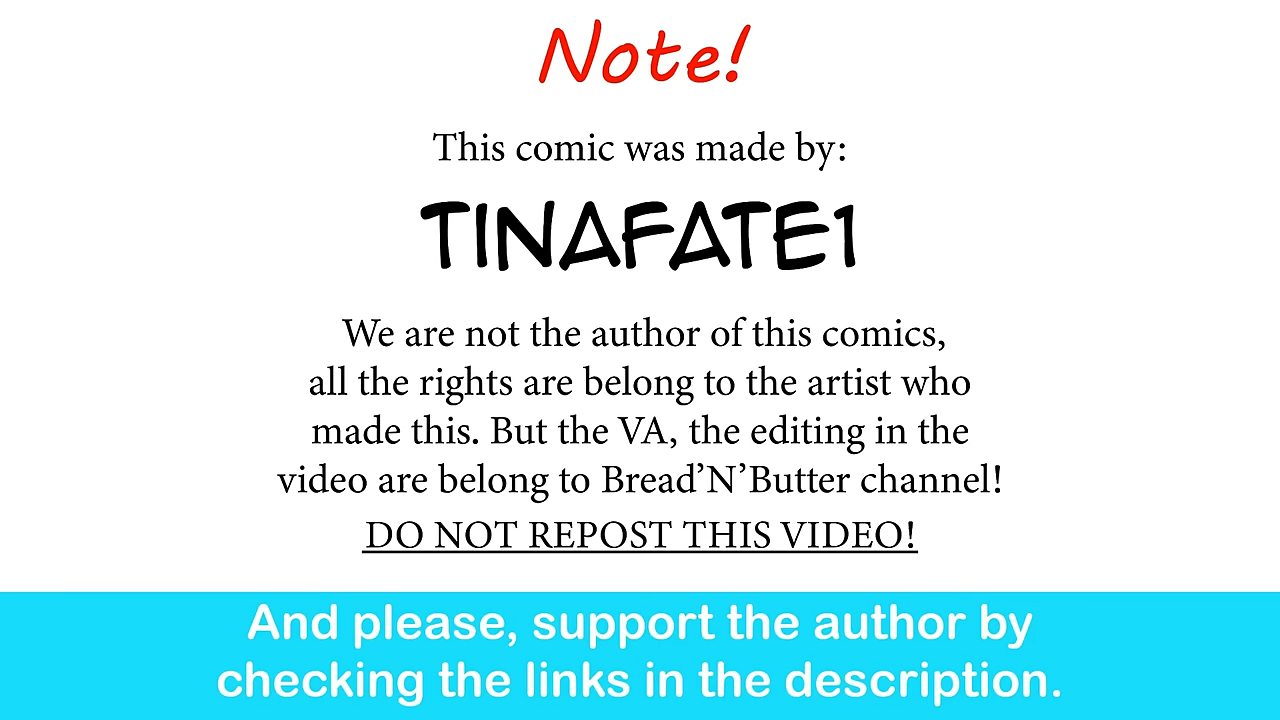 Note!
This comic was made by:
TINAFATE1
We are not the author of this comics,
all the rights are belong to the artist who
made this. But the VA, the editing in the
video are belong to Bread’N’Butter channel!
DO NOT REPOST THIS VIDEO!
And please, support the author by
checking the links in the description.